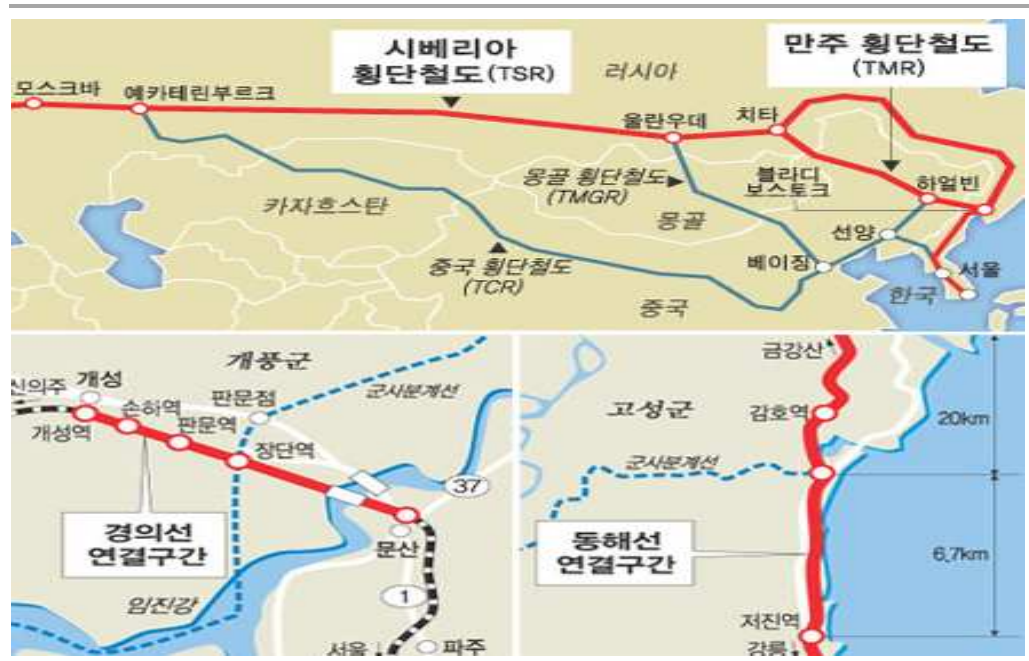 시베리아
횡단철도(TSR)
러시아
만주 횡단철도
(TMR)
모스크바
예카테린부르크
울란우데
치타
몽골 횡단철도
(TMGR)
블라디
보스토크
하얼빈
카자흐스탄
몽골
선양
중국 횡단철도
(TCR)
베이징
서울
한국
중국
개풍군
신의주
개성
판문점
군사분계선
개성역
손하역
판문역
장단역
37
경의선
연결구간
문산
임진강
1
서울
파주
금강산
고성군
감호역
20km
군사분계선
동해선
연결구간
6.7km
저진역
강릉